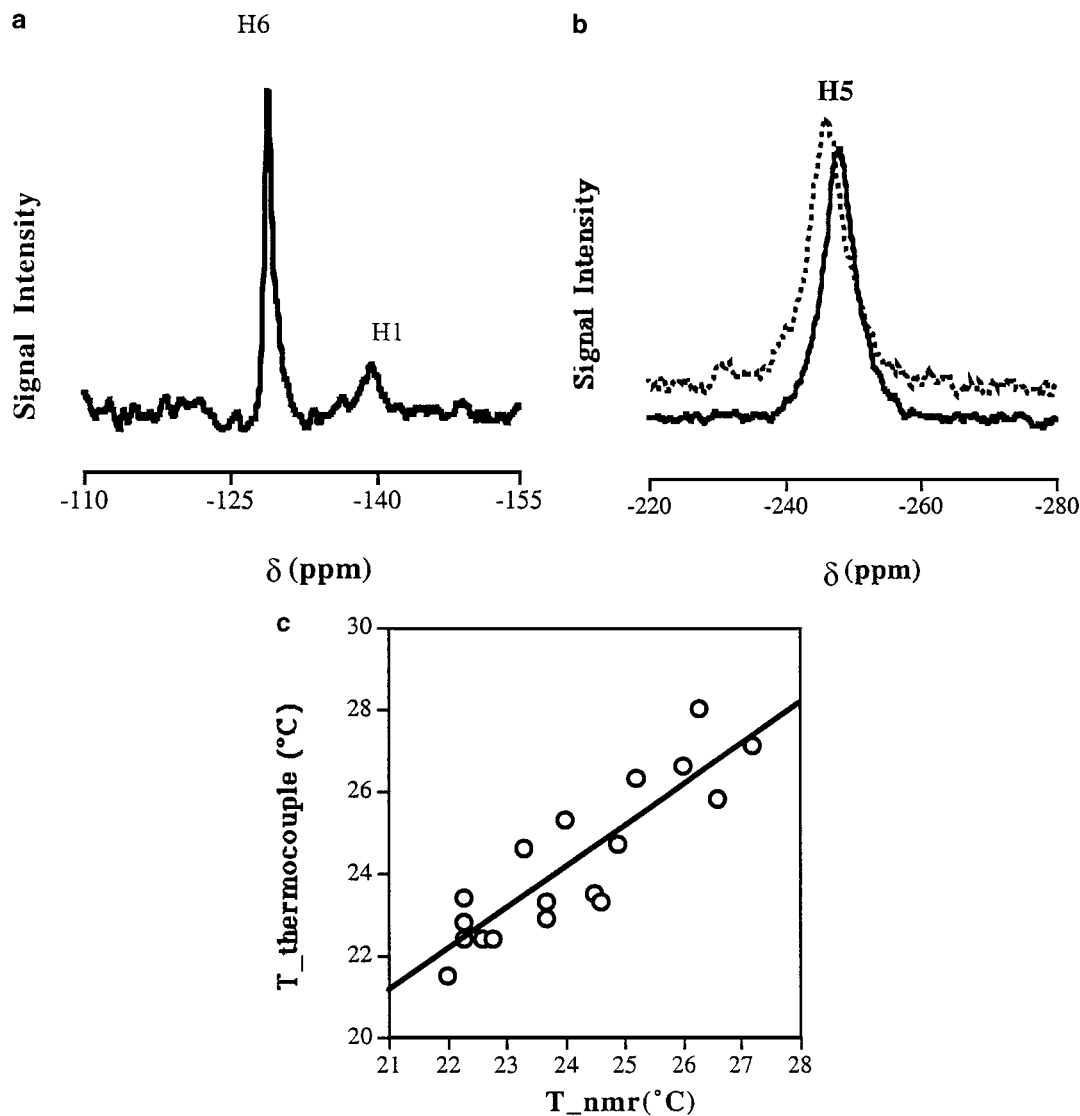 a
H6
H1
Signal Intensity
-110 -125 -140 -155
δ (ppm)
b
H5
Signal Intensity
-220 -240 -260 -280
δ (ppm)
c
T_thermocouple (°C)
30
28
26
24
22
20
21 22 23 24 25 26 27 28
T_nmr(°C)